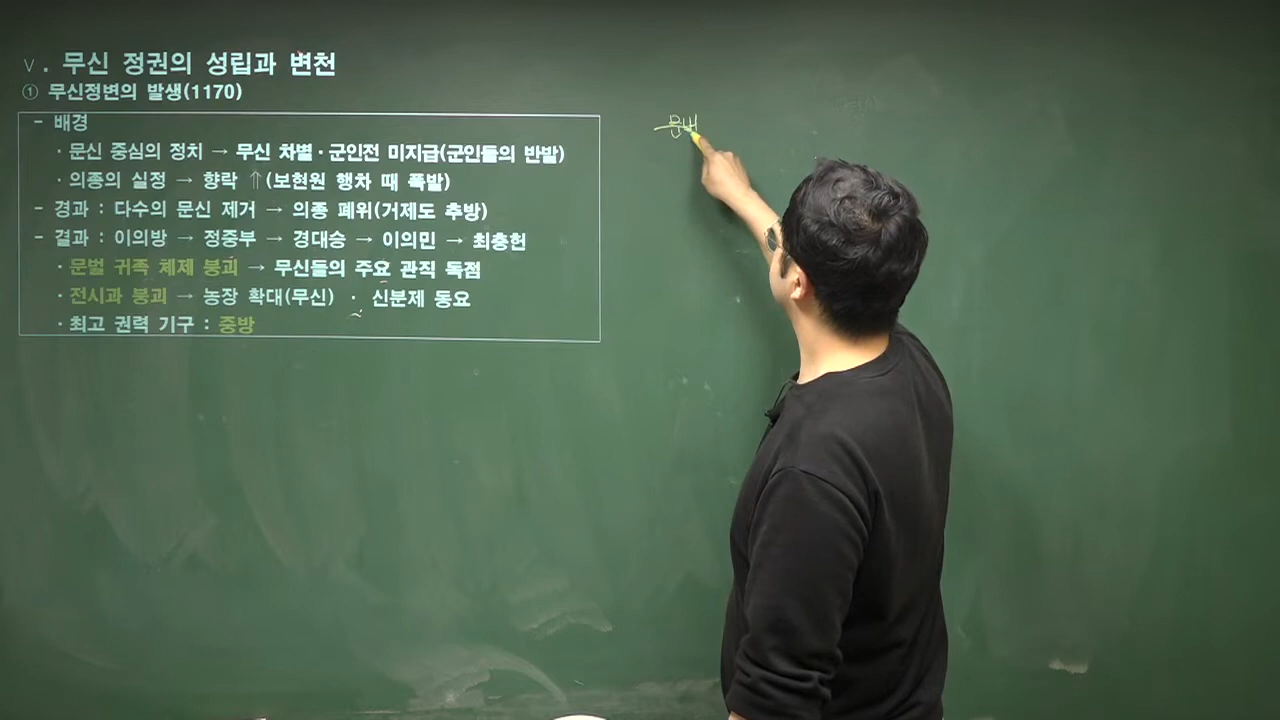 Ⅴ. 무신 정권의 성립과 변천
① 무신정변의 발생(1170)
- 배경
· 문신 중심의 정치 → 무신 차별 · 군인전 미지급(군인들의 반발)
· 의종의 실정 → 향락 ⇑(보현원 행차 때 폭발)
- 경과 : 다수의 문신 제거 → 의종 폐위(거제도 추방)
- 결과 : 이의방 → 정중부 → 경대승 → 이의민 → 최충헌
· 문벌 귀족 체제 붕괴 → 무신들의 주요 관직 독점
· 전시과 붕괴 → 농장 확대(무신) · 신분제 동요
· 최고 권력 기구 : 중방